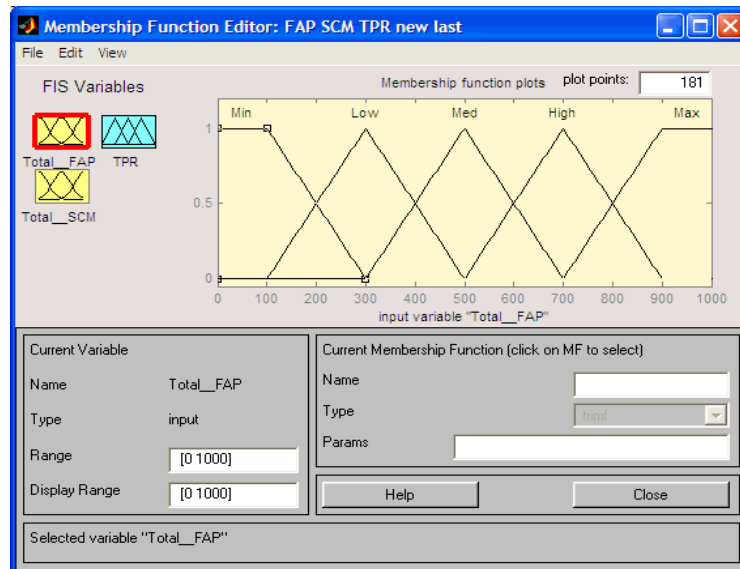 Membership Function Editor: FAP SCM TPR new last
File Edit View
FIS Variables
Membership function plots plot points: 181
Total__FAP TPR
Total__SCM
Min Low Med High Max
1
0.5
0
0 100 200 300 400 500 600 700 800 900 1000
input variable "Total__FAP"
Current Variable
Name Total__FAP
Type input
Range [0 1000]
Display Range [0 1000]
Current Membership Function (click on MF to select)
Name
Type trimf
Params
Help Close
Selected variable "Total__FAP"